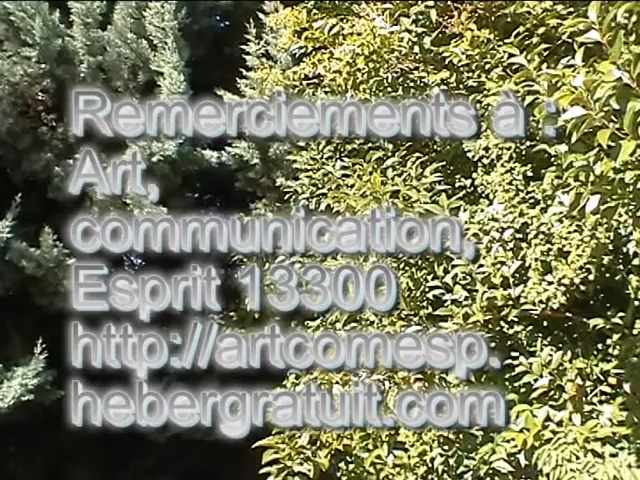 Remerciements à :
Art,
communication,
Esprit 13300
http://artcomesp.
hebergratuit.com